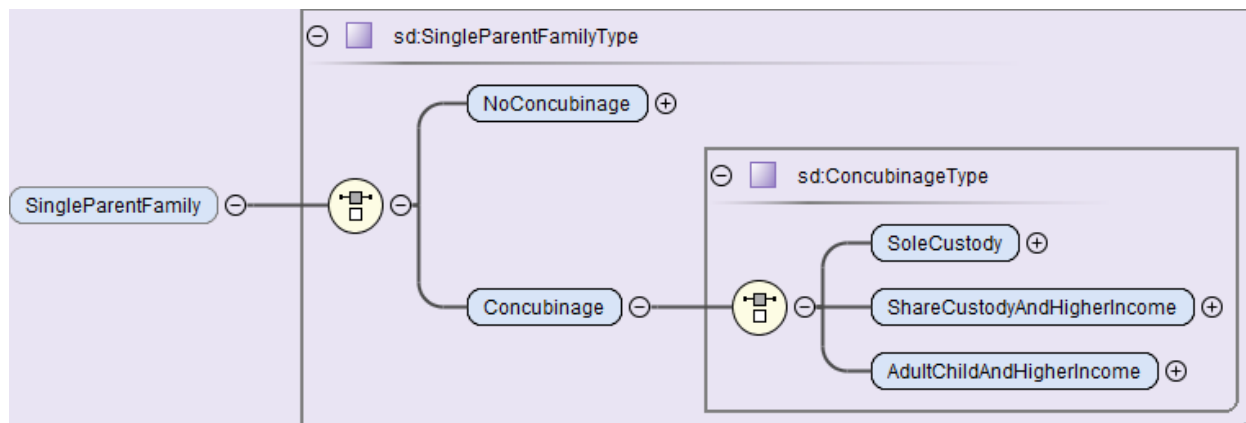 sd:SingleParentFamilyType
NoConcubinage
sd:ConcubinageType
SingleParentFamily
SoleCustody
Concubinage
ShareCustodyAndHigherIncome
AdultChildAndHigherIncome